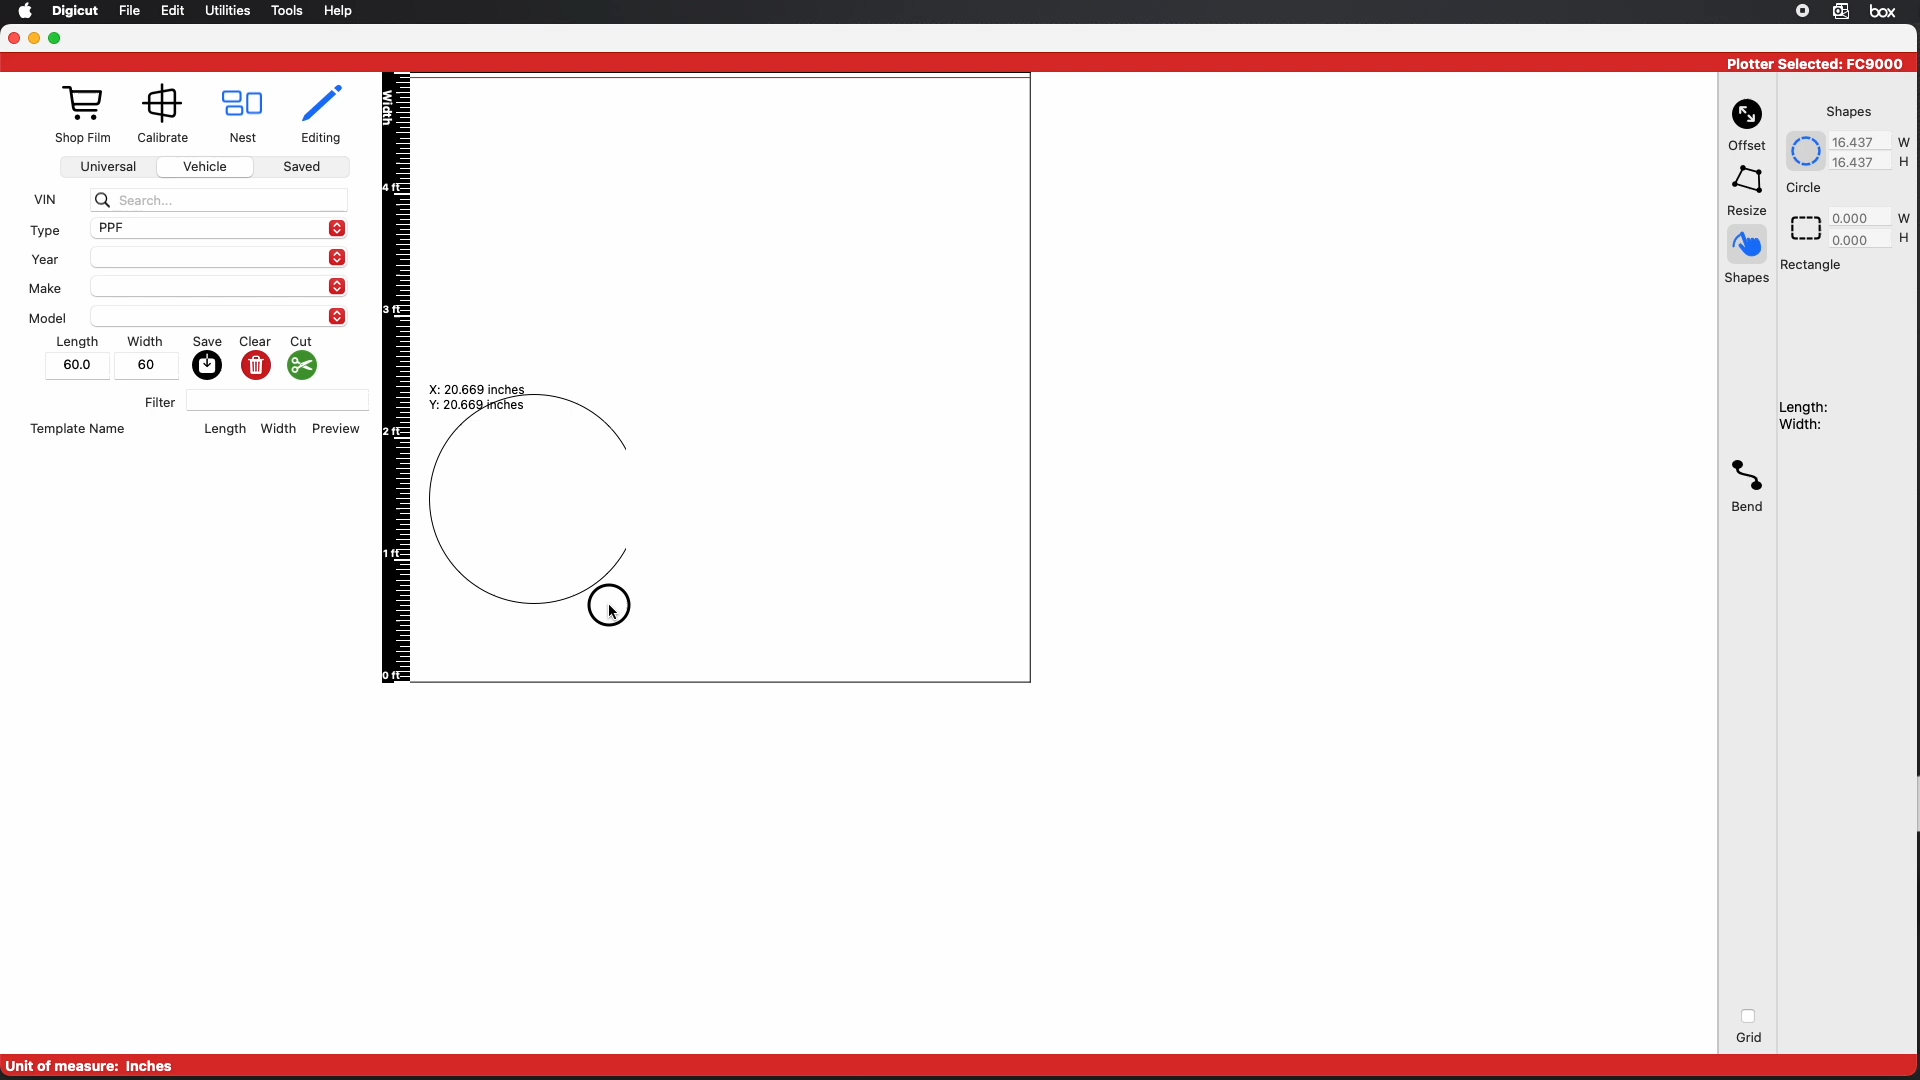 Digicut File Edit Utilities Tools Help box
Plotter Selected: FC9000
Shop Film Calibrate Nest Editing
Universal Vehicle Saved
VIN Search...
Type PPF
Year
Make
Model
Length Width Save Clear Cut
60.0 60
Filter
Template Name Length Width Preview
Width
4 ft
3 ft
2 ft
1 ft
0 ft
X: 20.669 inches
Y: 20.669 inches
Offset
Resize
Shapes
Bend
Grid
Shapes
16.437 W
16.437 H
Circle
0.000 W
0.000 H
Rectangle
Length:
Width:
Unit of measure: Inches